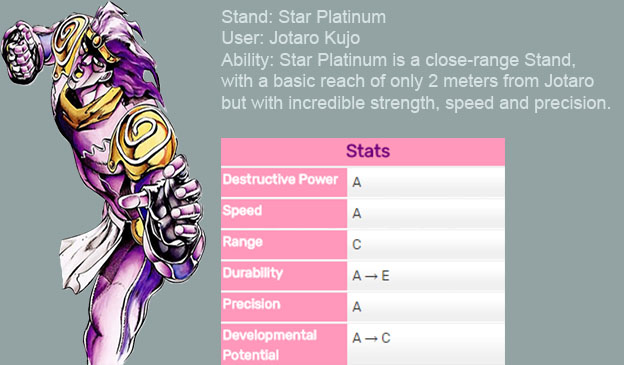 Stand: Star Platinum
User: Jotaro Kujo
Ability: Star Platinum is a close-range Stand,
with a basic reach of only 2 meters from Jotaro
but with incredible strength, speed and precision.
Stats
Destructive Power A
Speed A
Range C
Durability A → E
Precision A
Developmental A → C
Potential